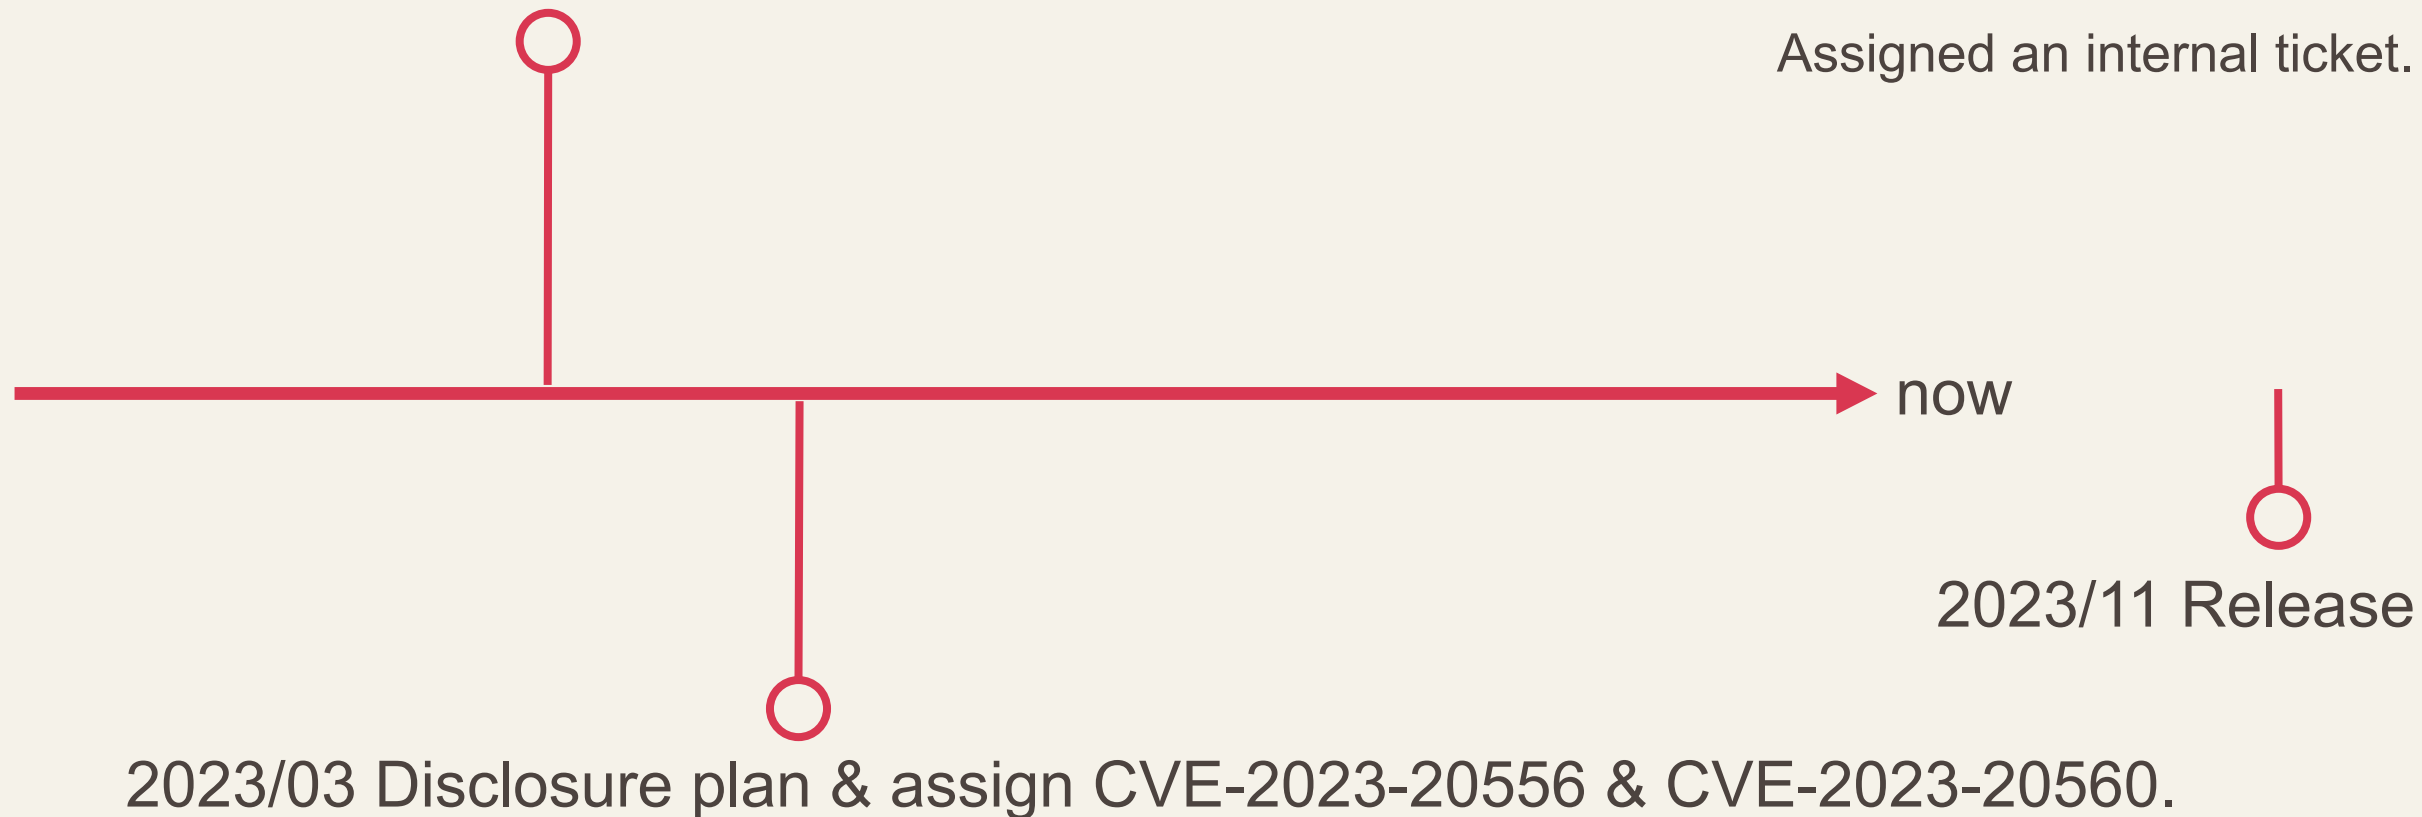 Assigned an internal ticket.
now
2023/11 Release
2023/03 Disclosure plan & assign CVE-2023-20556 & CVE-2023-20560.